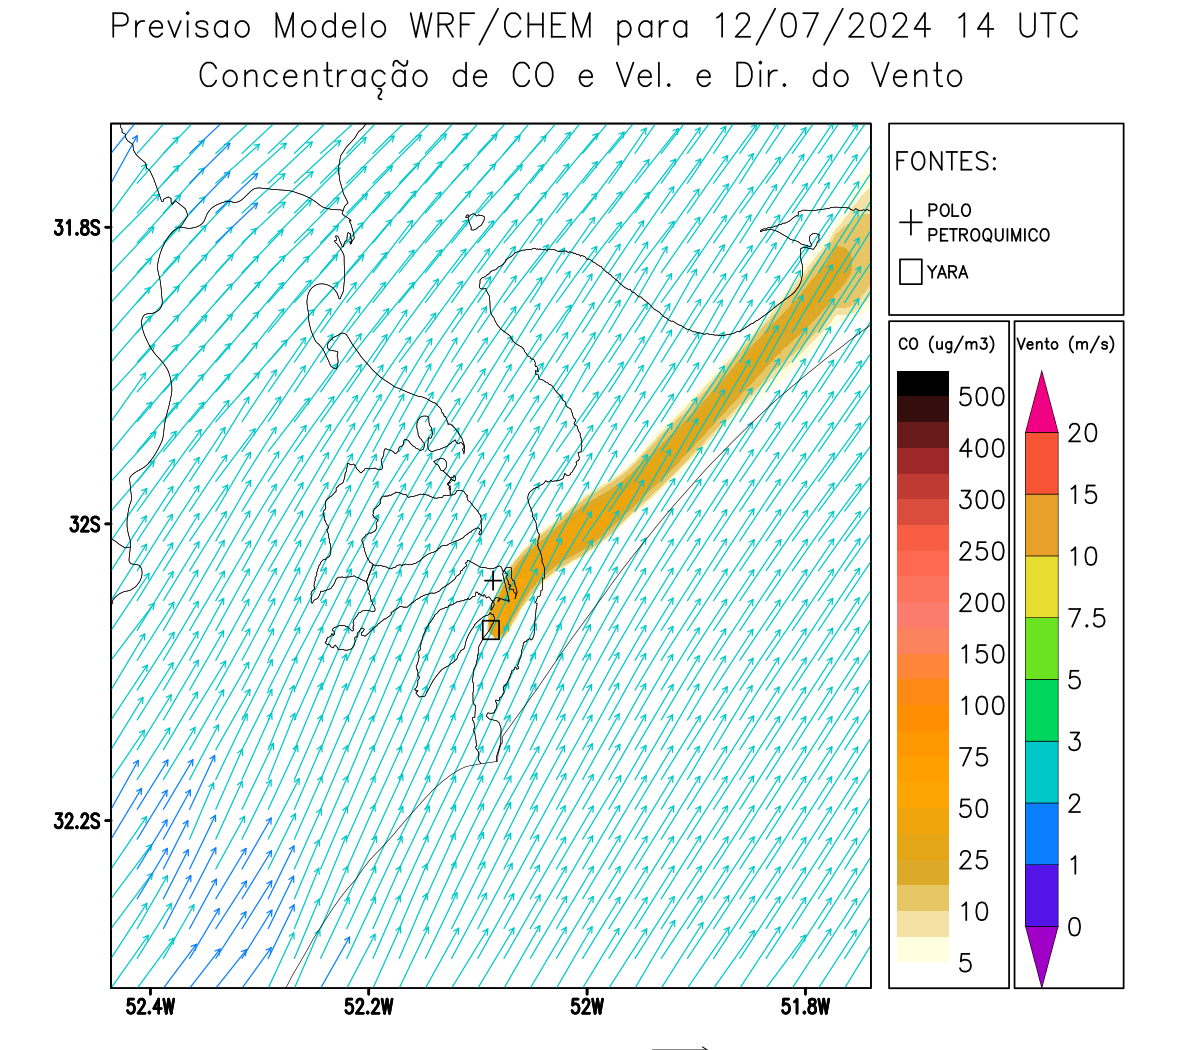 Previsao Modelo WRF/CHEM para 12/07/2024 14 UTC
Concentração de CO e Vel. e Dir. do Vento
FONTES:
POLO
PETROQUIMICO
YARA
CO (ug/m3)
500
400
300
250
200
150
100
75
50
25
10
5
Vento (m/s)
20
15
10
7.5
5
3
2
1
0
31.8S
32S
32.2S
52.4W
52.2W
52W
51.8W